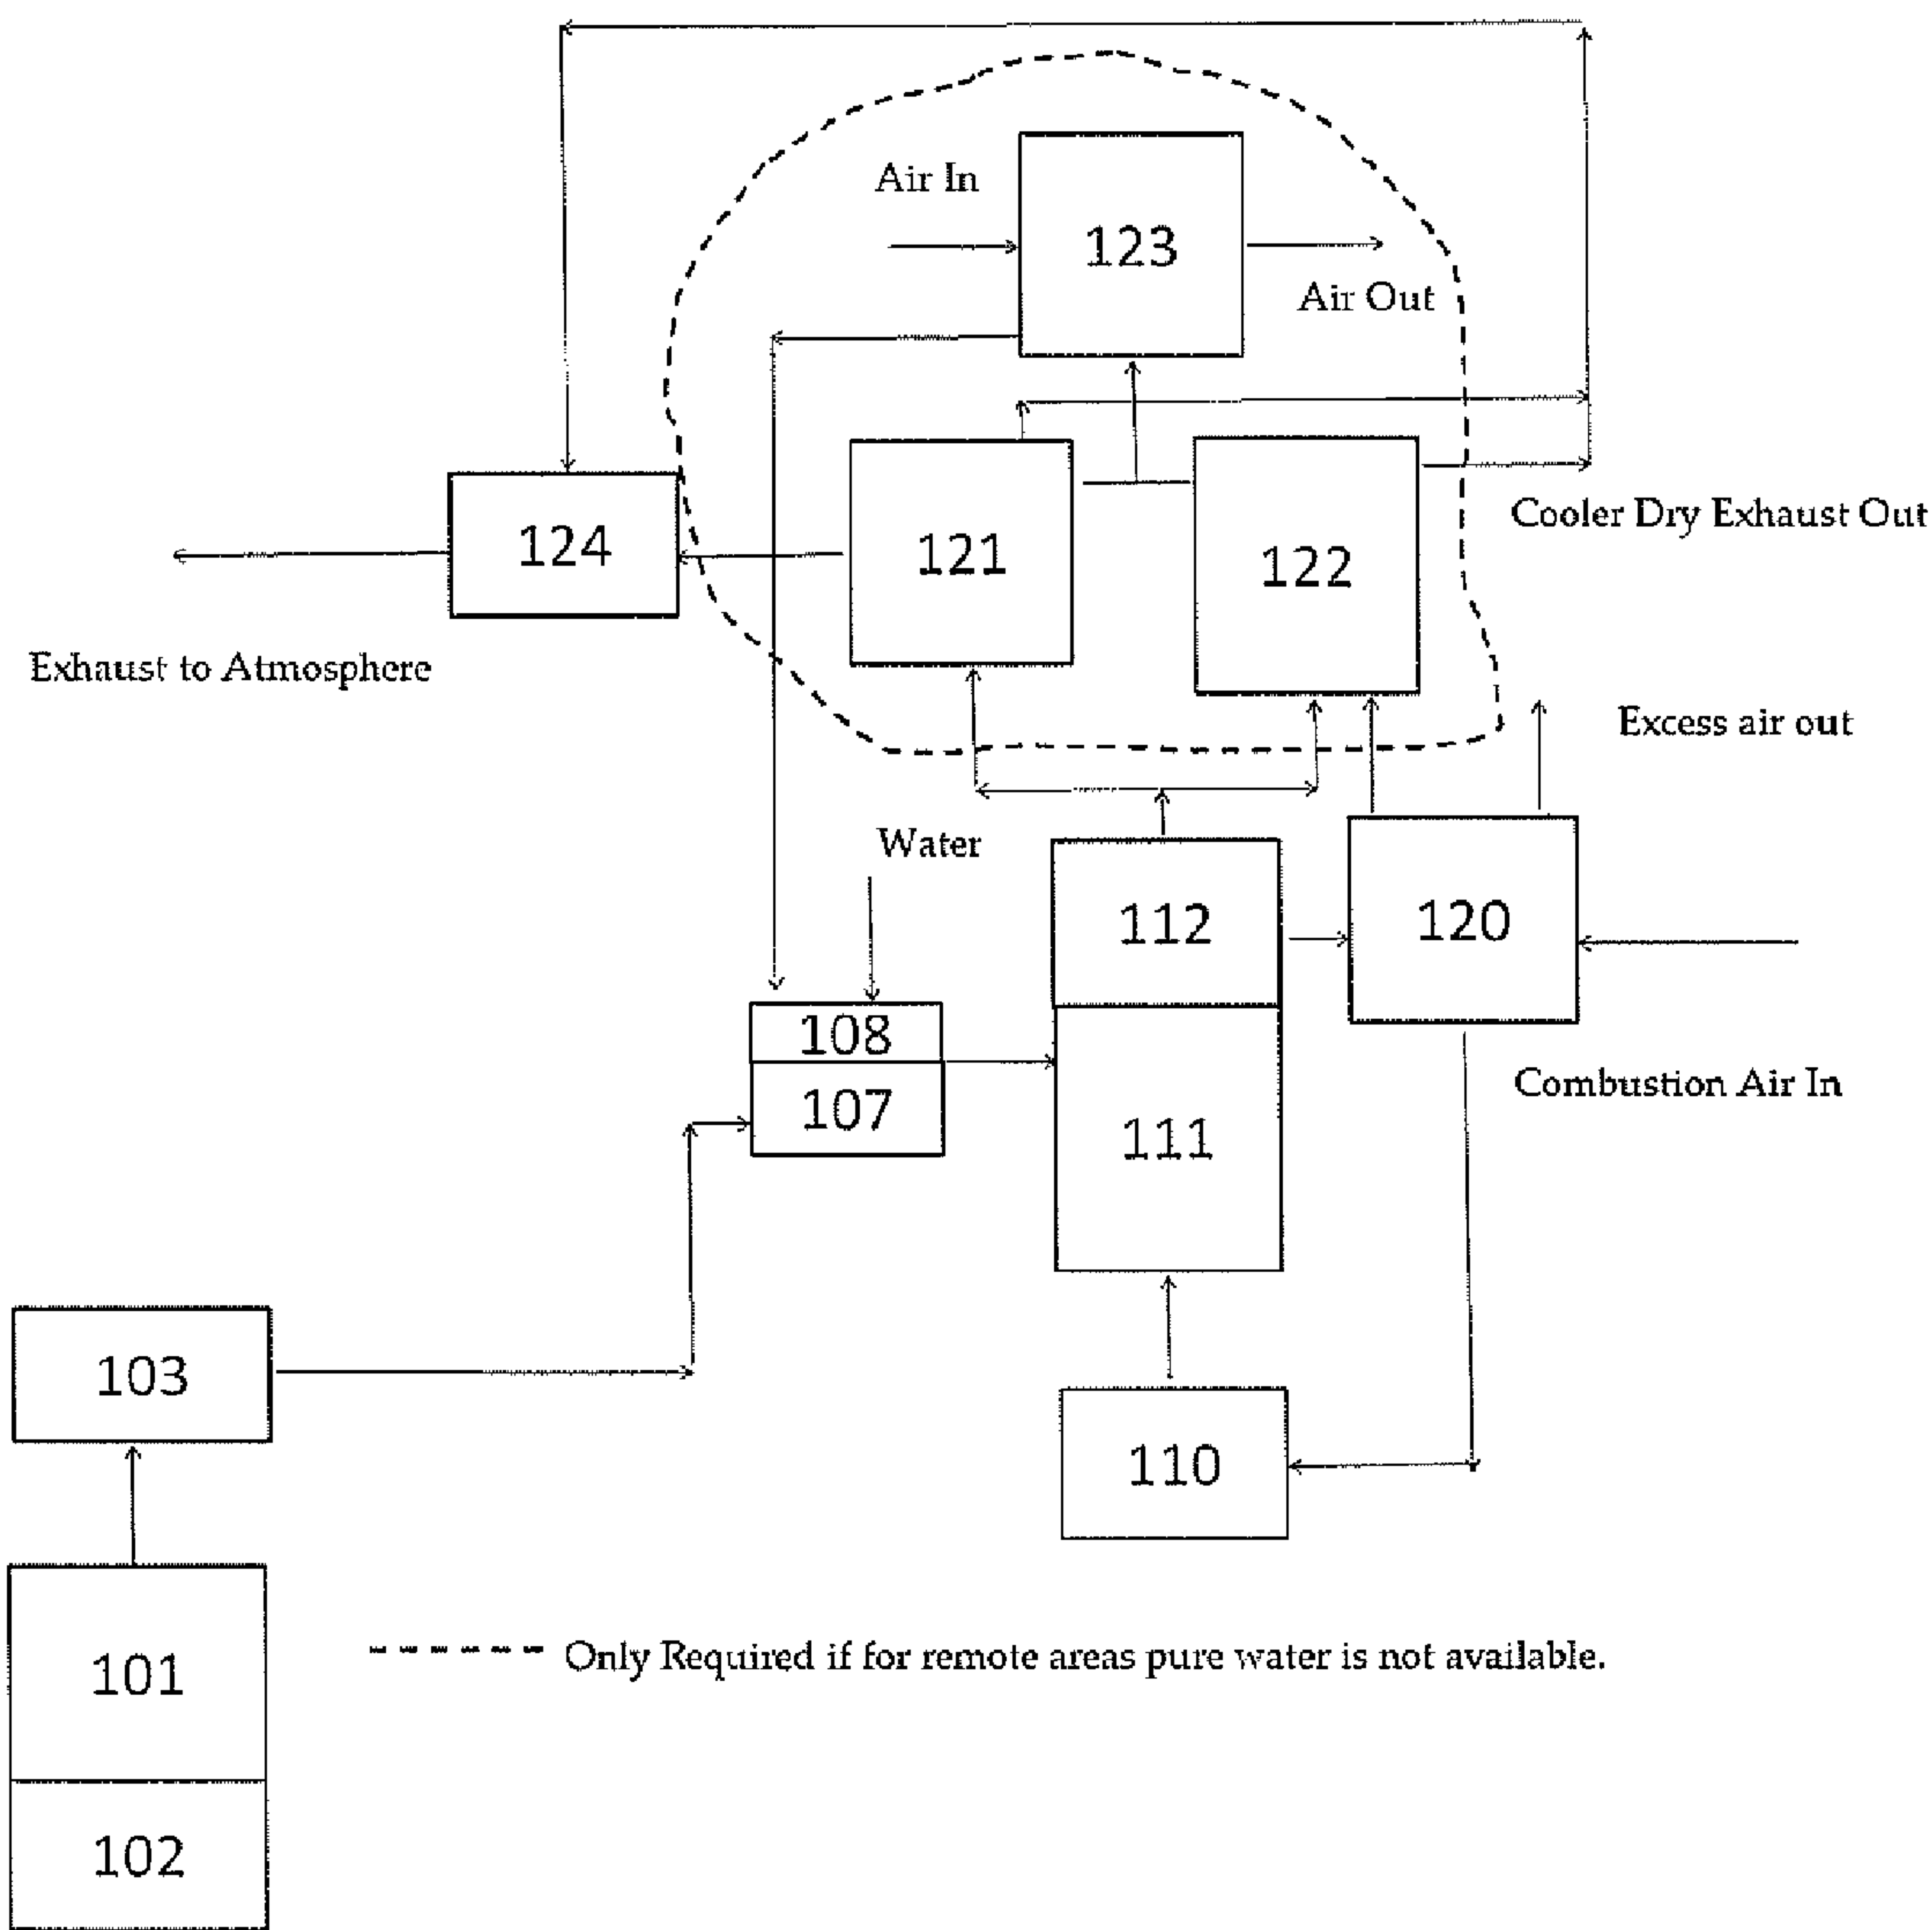 Air In
123
Air Out
121
122
124
Cooler Dry Exhaust Out
Exhaust to Atmosphere
Excess air out
Water
112
120
108
107
111
Combustion Air In
103
110
101
Only Required if for remote areas pure water is not available.
102